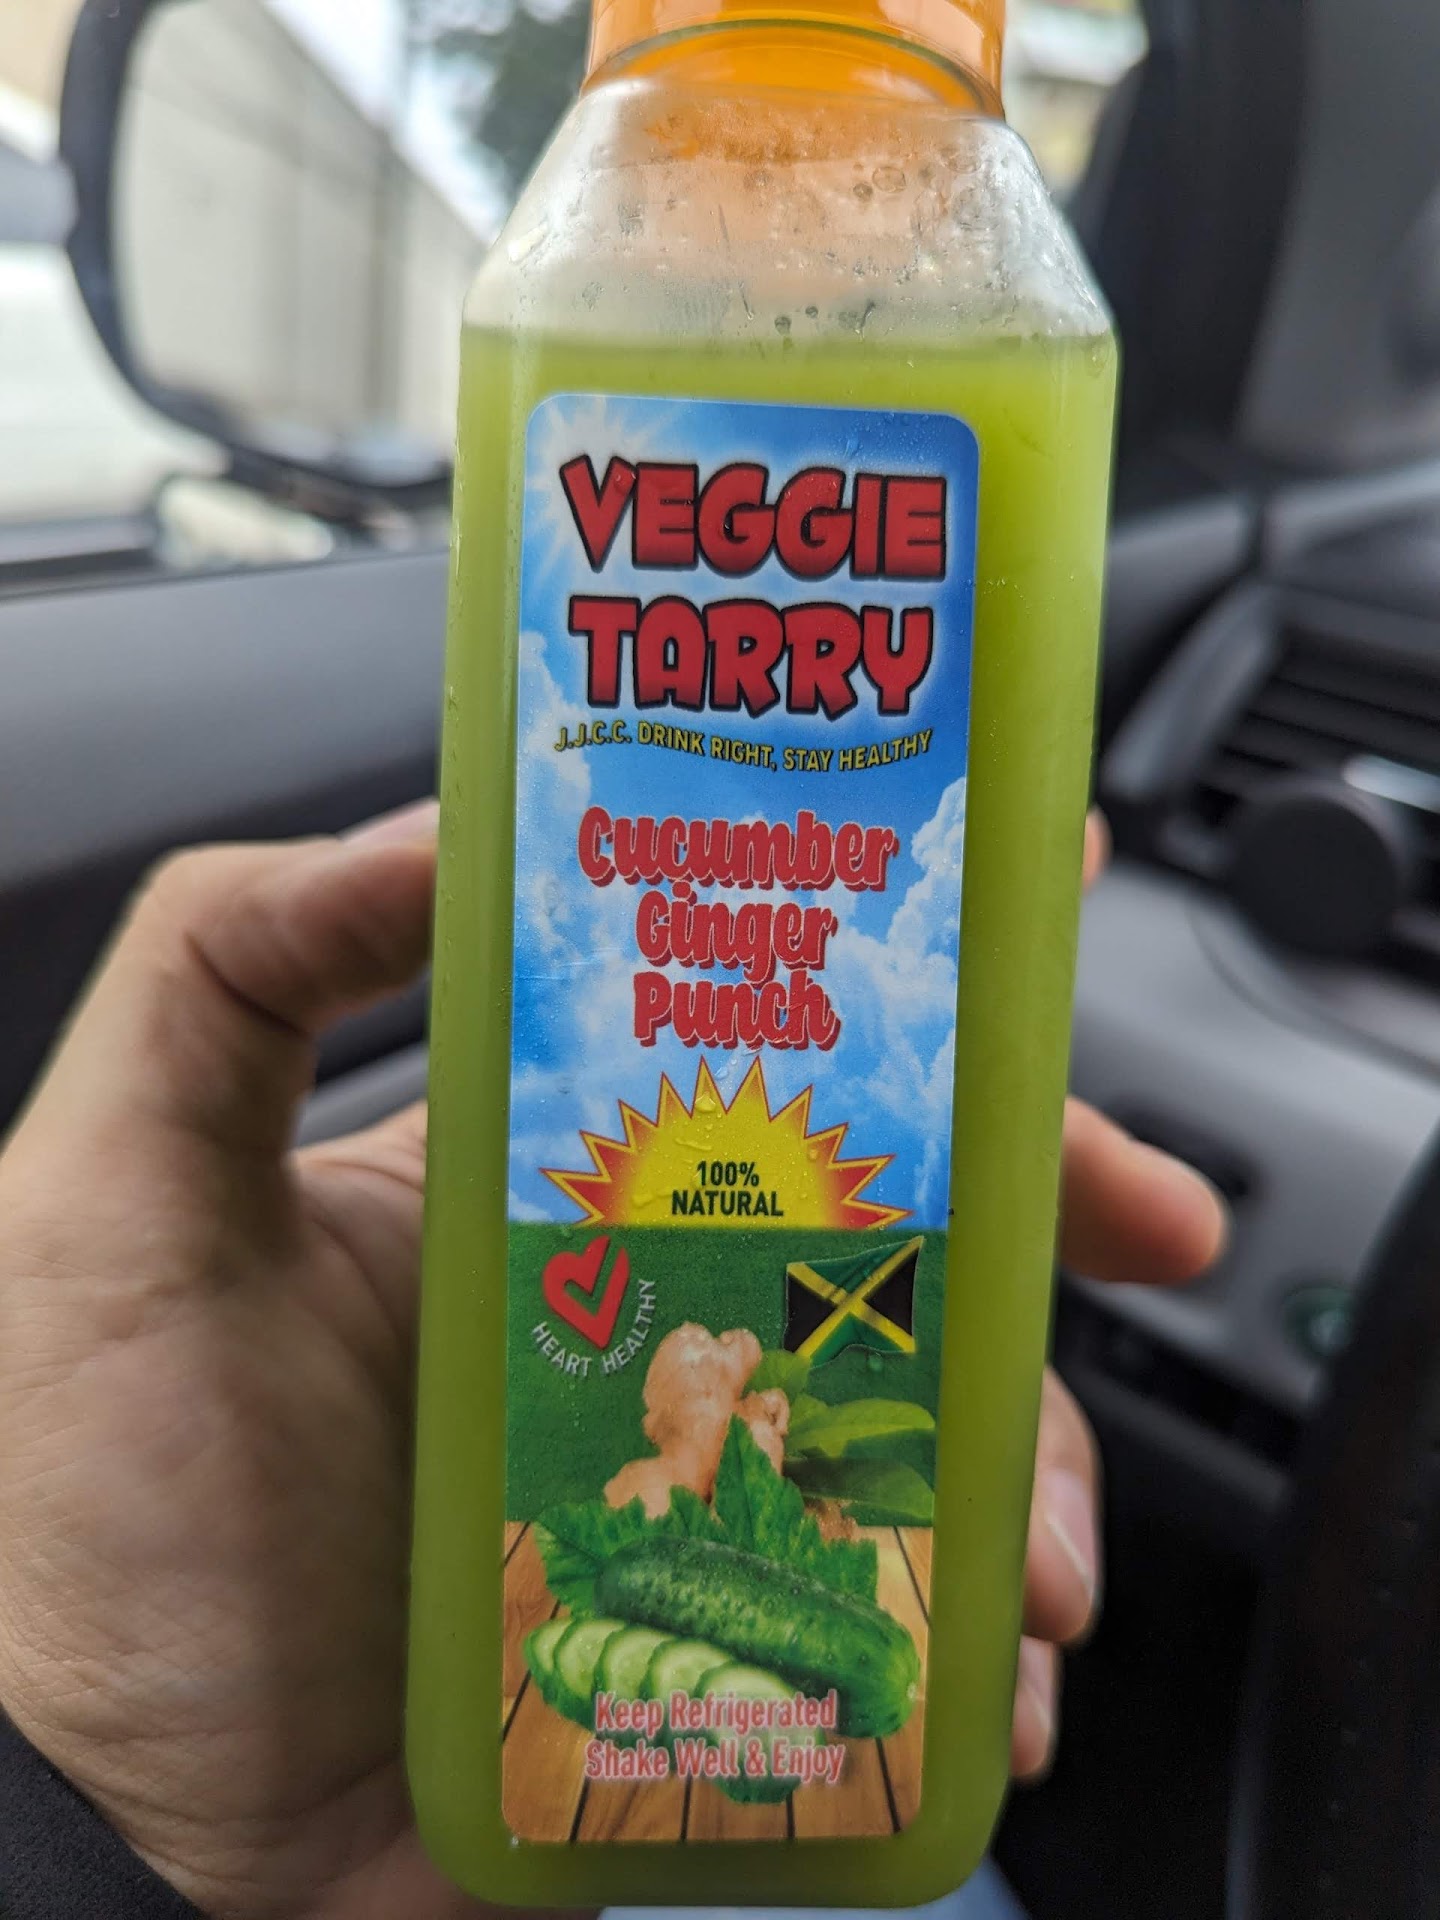 VEGGIE
TARRY
J.J.C.C. DRINK RIGHT, STAY HEALTHY
Cucumber
Ginger
Punch
100%
NATURAL
HEART HEALTHY
Keep Refrigerated
Shake Well & Enjoy